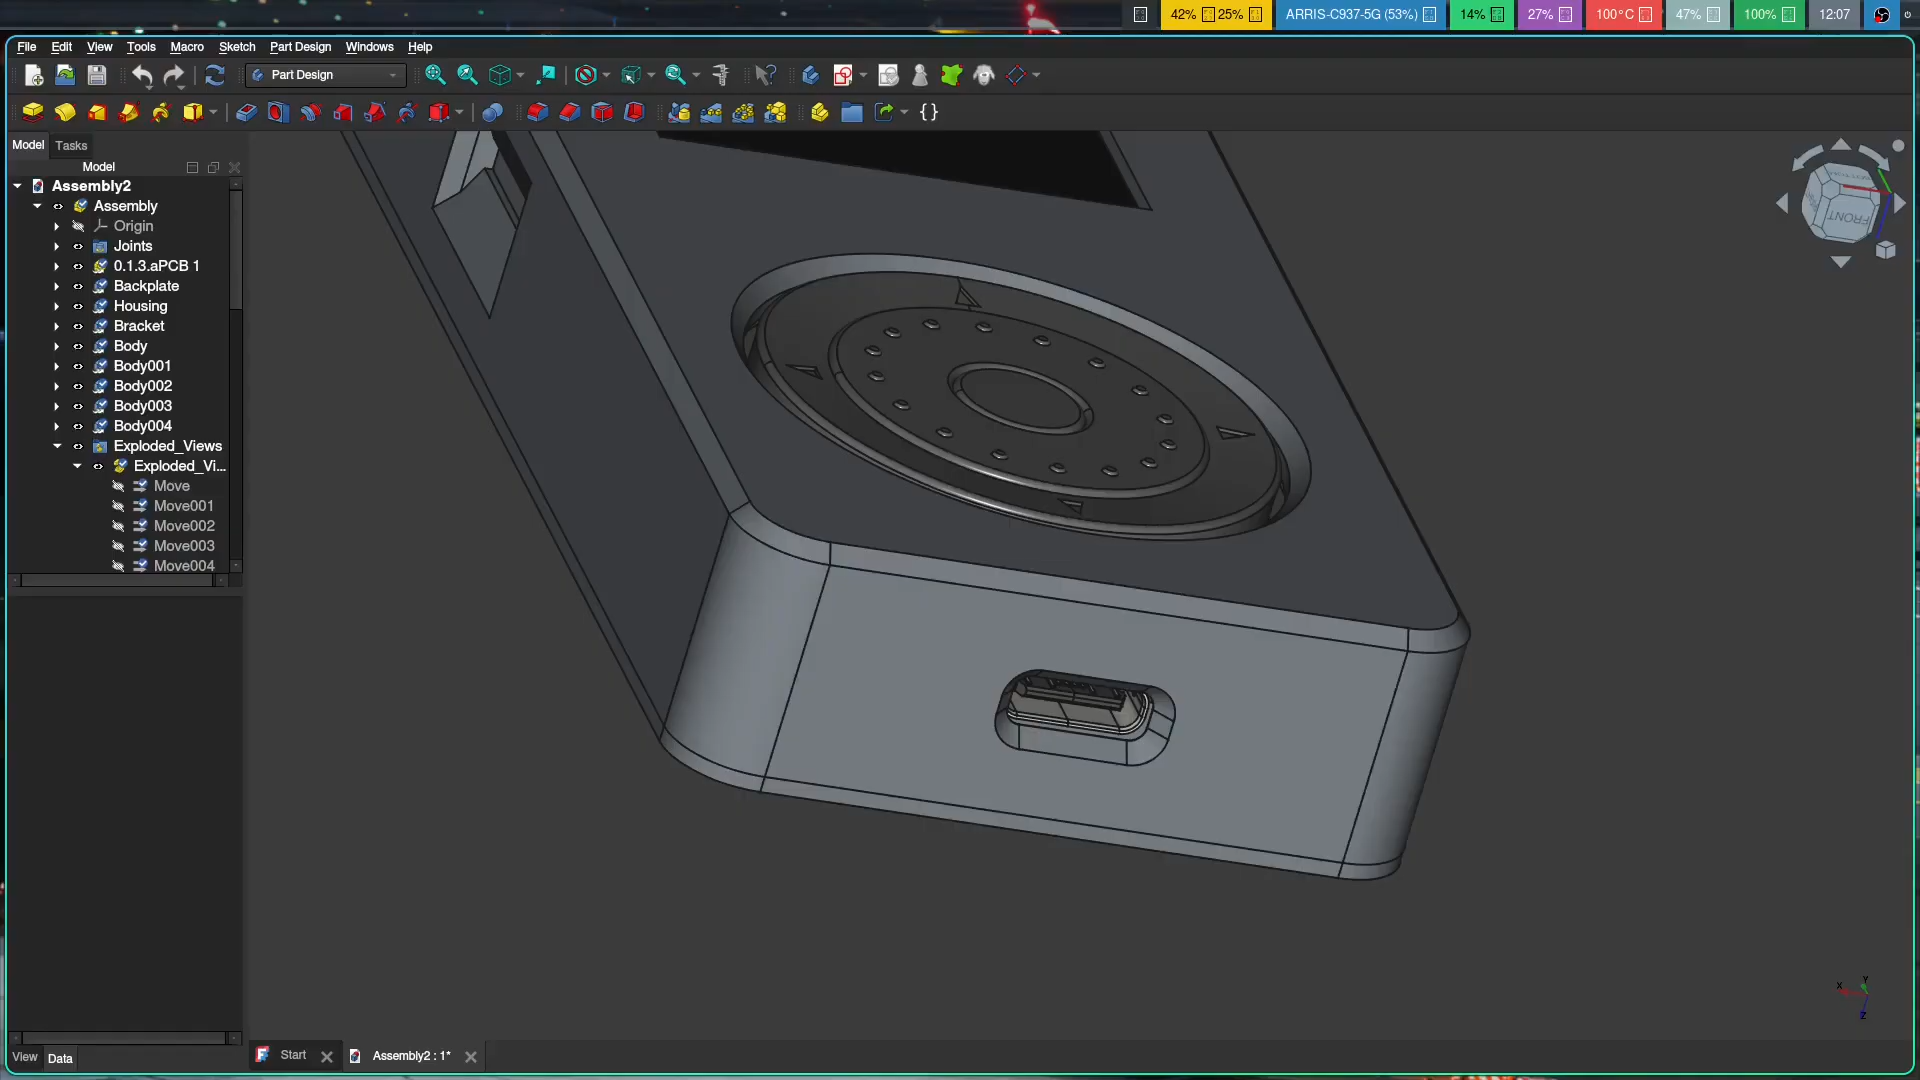 42% 25% ARRIS-C937-5G (53%) 14% 27% 100°C 47% 100% 12:07
File Edit View Tools Macro Sketch Part Design Windows Help
Part Design
Model Tasks
Model
Assembly2
Assembly
Origin
Joints
0.1.3.aPCB 1
Backplate
Housing
Bracket
Body
Body001
Body002
Body003
Body004
Exploded_Views
Exploded_Vi...
Move
Move001
Move002
Move003
Move004
FRONT
X Y
Z
View Data
Start Assembly2 : 1*